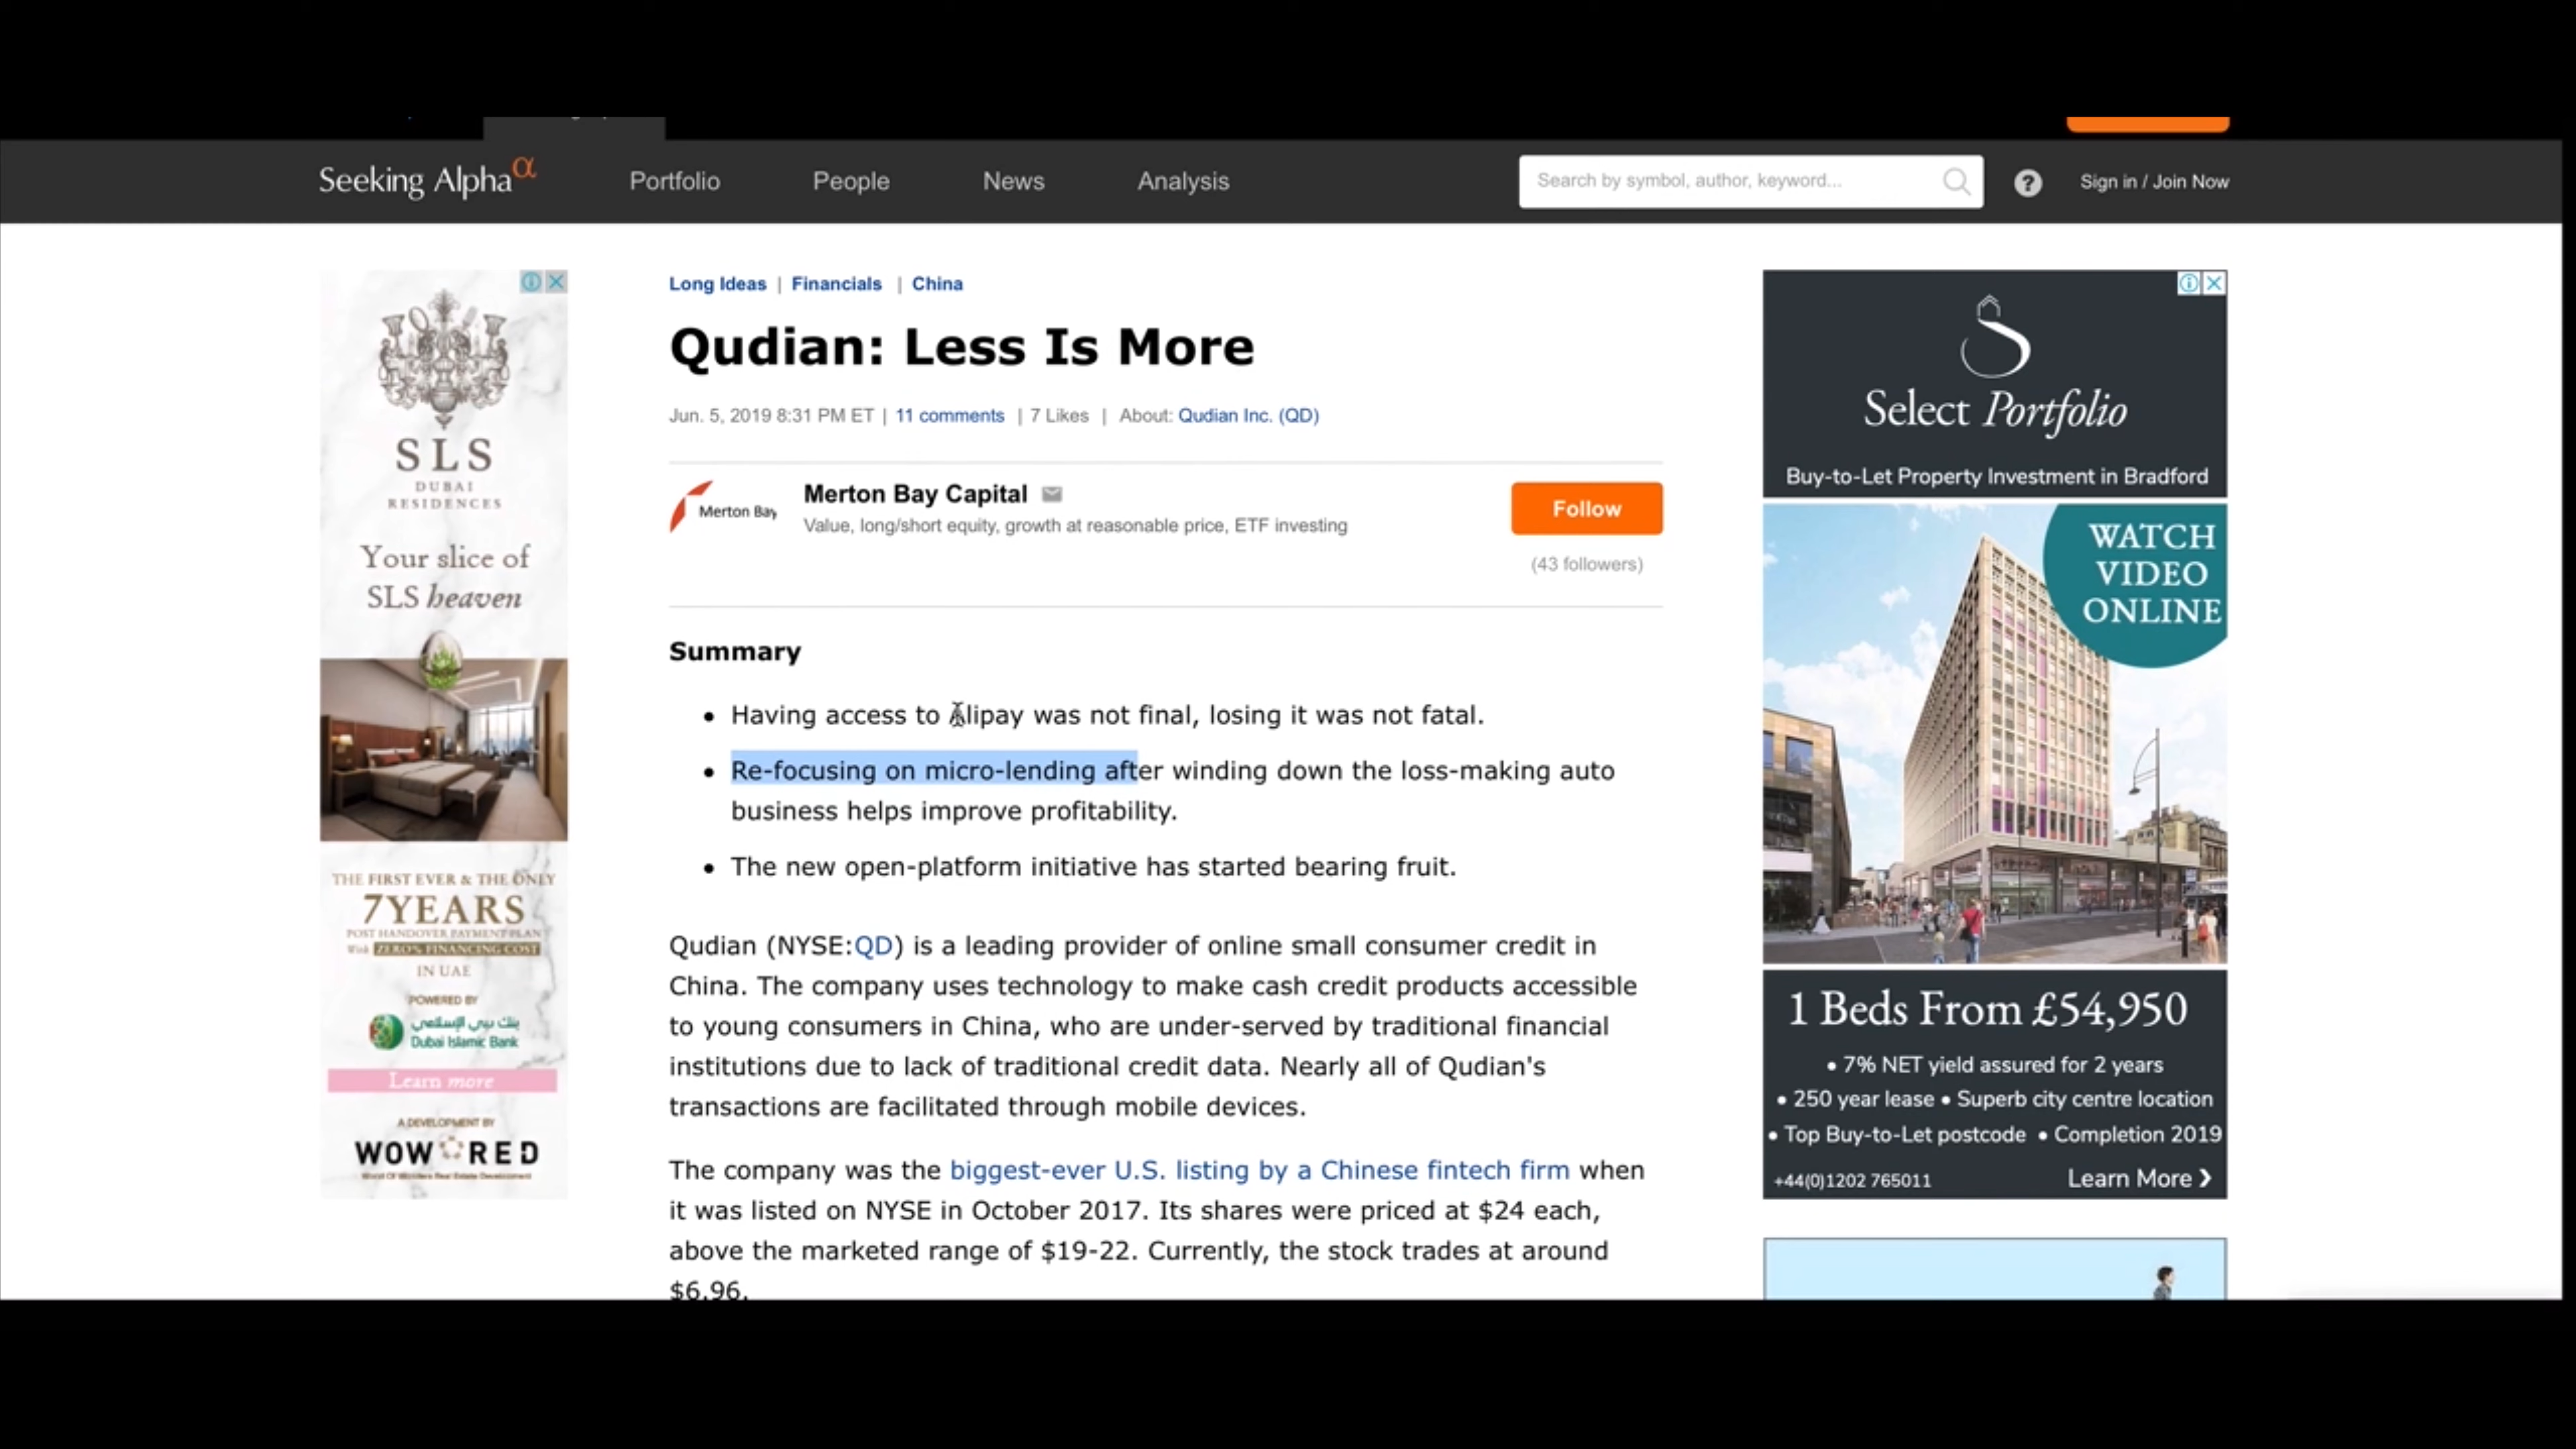 Seeking Alpha α
Portfolio
People
News
Analysis
Search by symbol, author, keyword...
?
Sign in / Join Now
SLS
DUBAI
RESIDENCES
Your slice of
SLS heaven
THE FIRST EVER & THE ONLY
7YEARS
POST HANDOVER PAYMENT PLAN
With ZERO% FINANCING COST
IN UAE
POWERED BY
بنك دبي الإسلامي
Dubai Islamic Bank
Learn more
A DEVELOPMENT BY
WOW RED
World Of Wonders Real Estate Development
Long Ideas | Financials | China
Qudian: Less Is More
Jun. 5, 2019 8:31 PM ET | 11 comments | 7 Likes | About: Qudian Inc. (QD)
Merton Bay
Merton Bay Capital
Value, long/short equity, growth at reasonable price, ETF investing
Follow
(43 followers)
Summary
• Having access to Alipay was not final, losing it was not fatal.
• Re-focusing on micro-lending after winding down the loss-making auto
business helps improve profitability.
• The new open-platform initiative has started bearing fruit.
Qudian (NYSE:QD) is a leading provider of online small consumer credit in
China. The company uses technology to make cash credit products accessible
to young consumers in China, who are under-served by traditional financial
institutions due to lack of traditional credit data. Nearly all of Qudian's
transactions are facilitated through mobile devices.
The company was the biggest-ever U.S. listing by a Chinese fintech firm when
it was listed on NYSE in October 2017. Its shares were priced at $24 each,
above the marketed range of $19-22. Currently, the stock trades at around
$6.96.
Select Portfolio
Buy-to-Let Property Investment in Bradford
WATCH
VIDEO
ONLINE
1 Beds From £54,950
• 7% NET yield assured for 2 years
• 250 year lease • Superb city centre location
• Top Buy-to-Let postcode • Completion 2019
+44(0)1202 765011
Learn More ❯